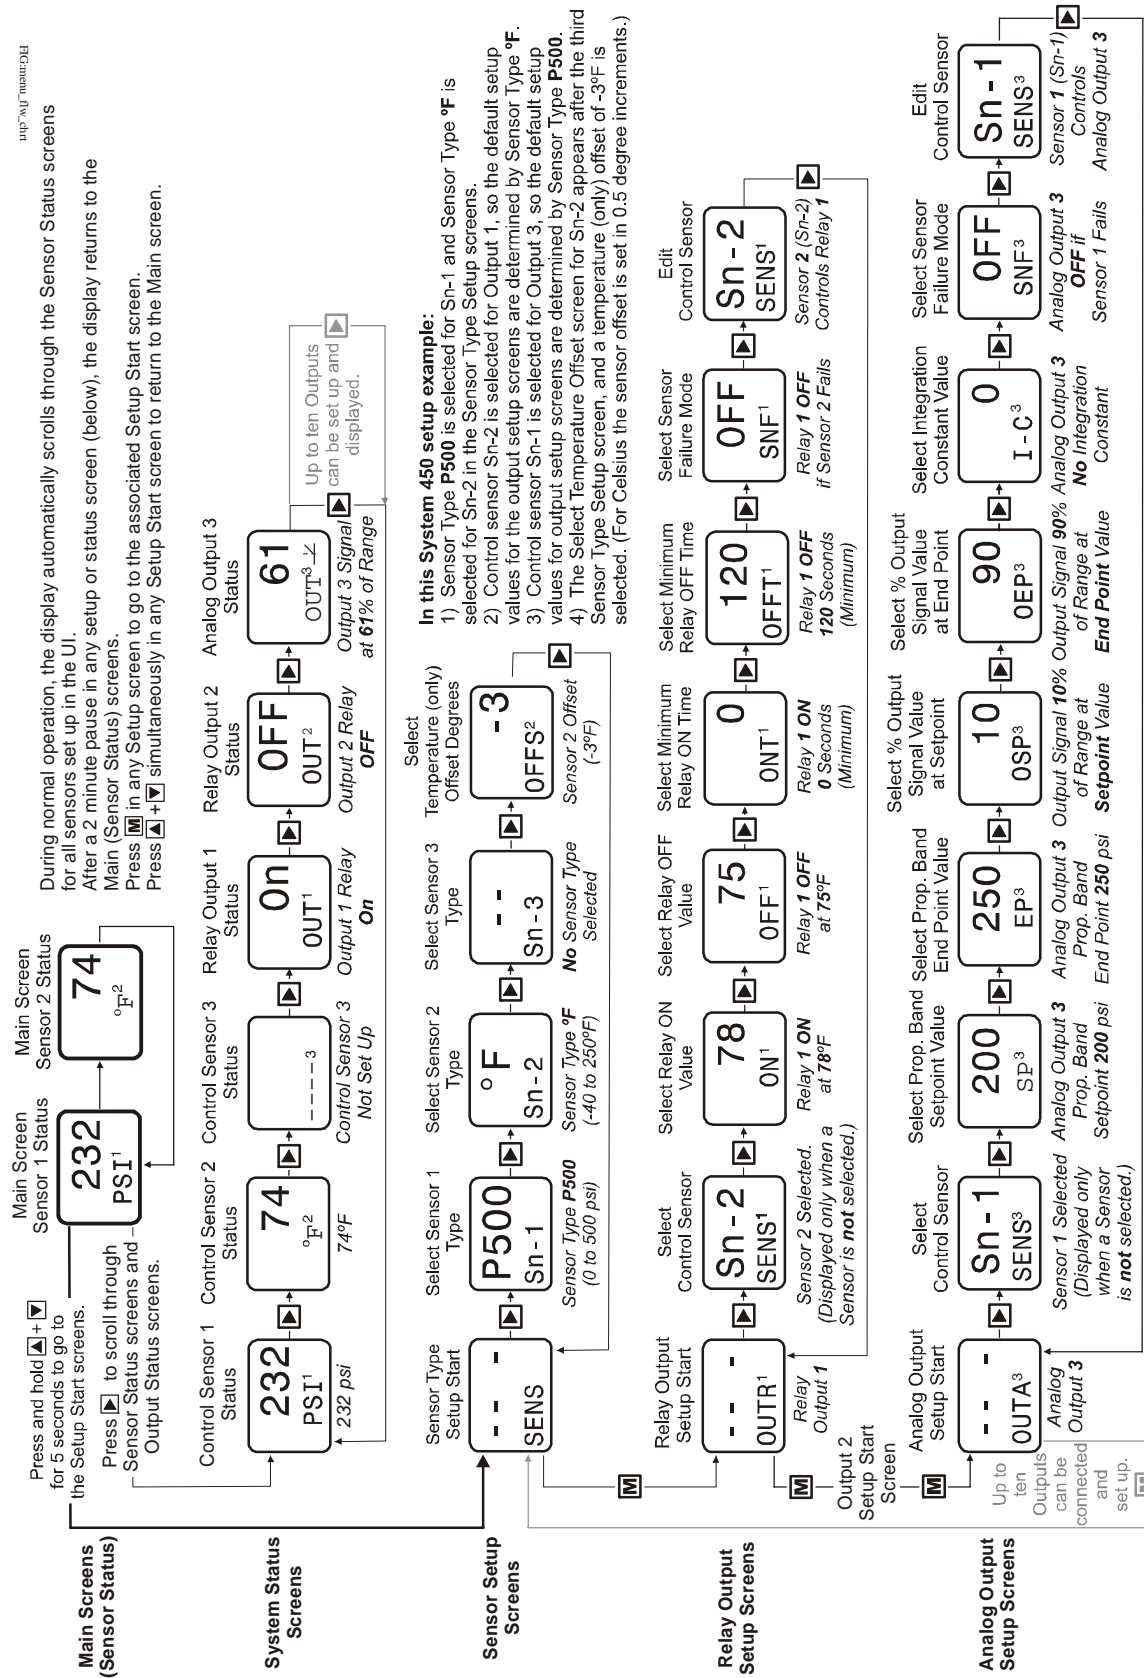 FIG:menu_flw_chrt
During normal operation, the display automatically scrolls through the Sensor Status screens
for all sensors set up in the UI.
After a 2 minute pause in any setup or status screen (below), the display returns to the
Main (Sensor Status) screens.
Press M in any Setup screen to go to the associated Setup Start screen.
Press ▲ + ▼ simultaneously in any Setup Start screen to return to the Main screen.
Main Screens
(Sensor Status)
Press and hold ▲ + ▼
for 5 seconds to go to
the Setup Start screens.
Main Screen
Sensor 1 Status
232
PSI¹
Main Screen
Sensor 2 Status
74
°F²
Press ▶ to scroll through
Sensor Status screens and
Output Status screens.
System Status
Screens
Control Sensor 1
Status
232
PSI¹
232 psi
Control Sensor 2
Status
74
°F²
74ºF
Control Sensor 3
Status
----³
Control Sensor 3
Not Set Up
Relay Output 1
Status
On
OUT¹
Output 1 Relay
On
Relay Output 2
Status
OFF
OUT²
Output 2 Relay
OFF
Analog Output 3
Status
61
OUT³
Output 3 Signal
at 61% of Range
Up to ten Outputs
can be set up and
displayed.
Sensor Setup
Screens
Sensor Type
Setup Start
- - -
SENS
Select Sensor 1
Type
P500
Sn-1
Sensor Type P500
(0 to 500 psi)
Select Sensor 2
Type
°F
Sn-2
Sensor Type ºF
(-40 to 250ºF)
Select Sensor 3
Type
- -
Sn-3
No Sensor Type
Selected
Select
Temperature (only)
Offset Degrees
-3
OFFS²
Sensor 2 Offset
(-3ºF)
In this System 450 setup example:
1) Sensor Type P500 is selected for Sn-1 and Sensor Type ºF is
selected for Sn-2 in the Sensor Type Setup screens.
2) Control sensor Sn-2 is selected for Output 1, so the default setup
values for the output setup screens are determined by Sensor Type ºF.
3) Control sensor Sn-1 is selected for Output 3, so the default setup
values for output setup screens are determined by Sensor Type P500.
4) The Select Temperature Offset screen for Sn-2 appears after the third
Sensor Type Setup screen, and a temperature (only) offset of -3ºF is
selected. (For Celsius the sensor offset is set in 0.5 degree increments.)
M
Relay Output
Setup Screens
Relay Output
Setup Start
- - -
OUTR¹
Relay
Output 1
Select
Control Sensor
Sn-2
SENS¹
Sensor 2 Selected.
(Displayed only when a
Sensor is not selected.)
Select Relay ON
Value
78
ON¹
Relay 1 ON
at 78ºF
Select Relay OFF
Value
75
OFF¹
Relay 1 OFF
at 75ºF
Select Minimum
Relay ON Time
0
ONT¹
Relay 1 ON
0 Seconds
(Minimum)
Select Minimum
Relay OFF Time
120
OFFT¹
Relay 1 OFF
120 Seconds
(Minimum)
Select Sensor
Failure Mode
OFF
SNF¹
Relay 1 OFF
if Sensor 2 Fails
Edit
Control Sensor
Sn-2
SENS¹
Sensor 2 (Sn-2)
Controls Relay 1
M
Output 2
Setup Start
Screen
M
Analog Output
Setup Screens
Analog Output
Setup Start
- - -
OUTA³
Analog
Output 3
Select
Control Sensor
Sn-1
SENS³
Sensor 1 Selected
(Displayed only
when a Sensor
is not selected.)
Select Prop. Band
Setpoint Value
200
SP³
Analog Output 3
Prop. Band
Setpoint 200 psi
Select Prop. Band
End Point Value
250
EP³
Analog Output 3
Prop. Band
End Point 250 psi
Select % Output
Signal Value
at Setpoint
10
OSP³
Output Signal 10%
of Range at
Setpoint Value
Select % Output
Signal Value
at End Point
90
OEP³
Output Signal 90%
of Range at
End Point Value
Select Integration
Constant Value
0
I-C³
Analog Output 3
No Integration
Constant
Select Sensor
Failure Mode
OFF
SNF³
Analog Output 3
OFF if
Sensor 1 Fails
Edit
Control Sensor
Sn-1
SENS³
Sensor 1 (Sn-1)
Controls
Analog Output 3
Up to
ten
Outputs
can be
connected
and
set up.
M